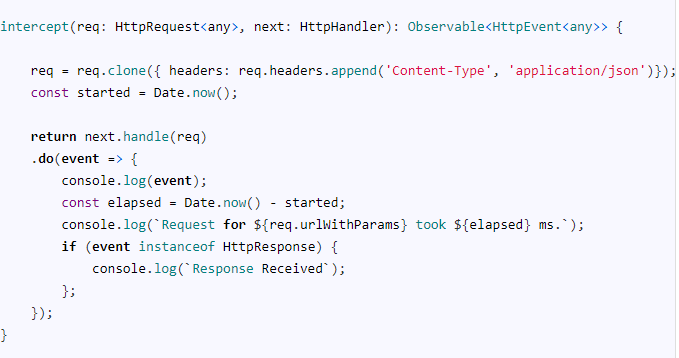 intercept(req: HttpRequest<any>, next: HttpHandler): Observable<HttpEvent<any>> {
req = req.clone({ headers: req.headers.append('Content-Type', 'application/json')});
const started = Date.now();
return next.handle(req)
.do(event => {
console.log(event);
const elapsed = Date.now() - started;
console.log(`Request for ${req.urlWithParams} took ${elapsed} ms.`);
if (event instanceof HttpResponse) {
console.log(`Response Received`);
};
});
}